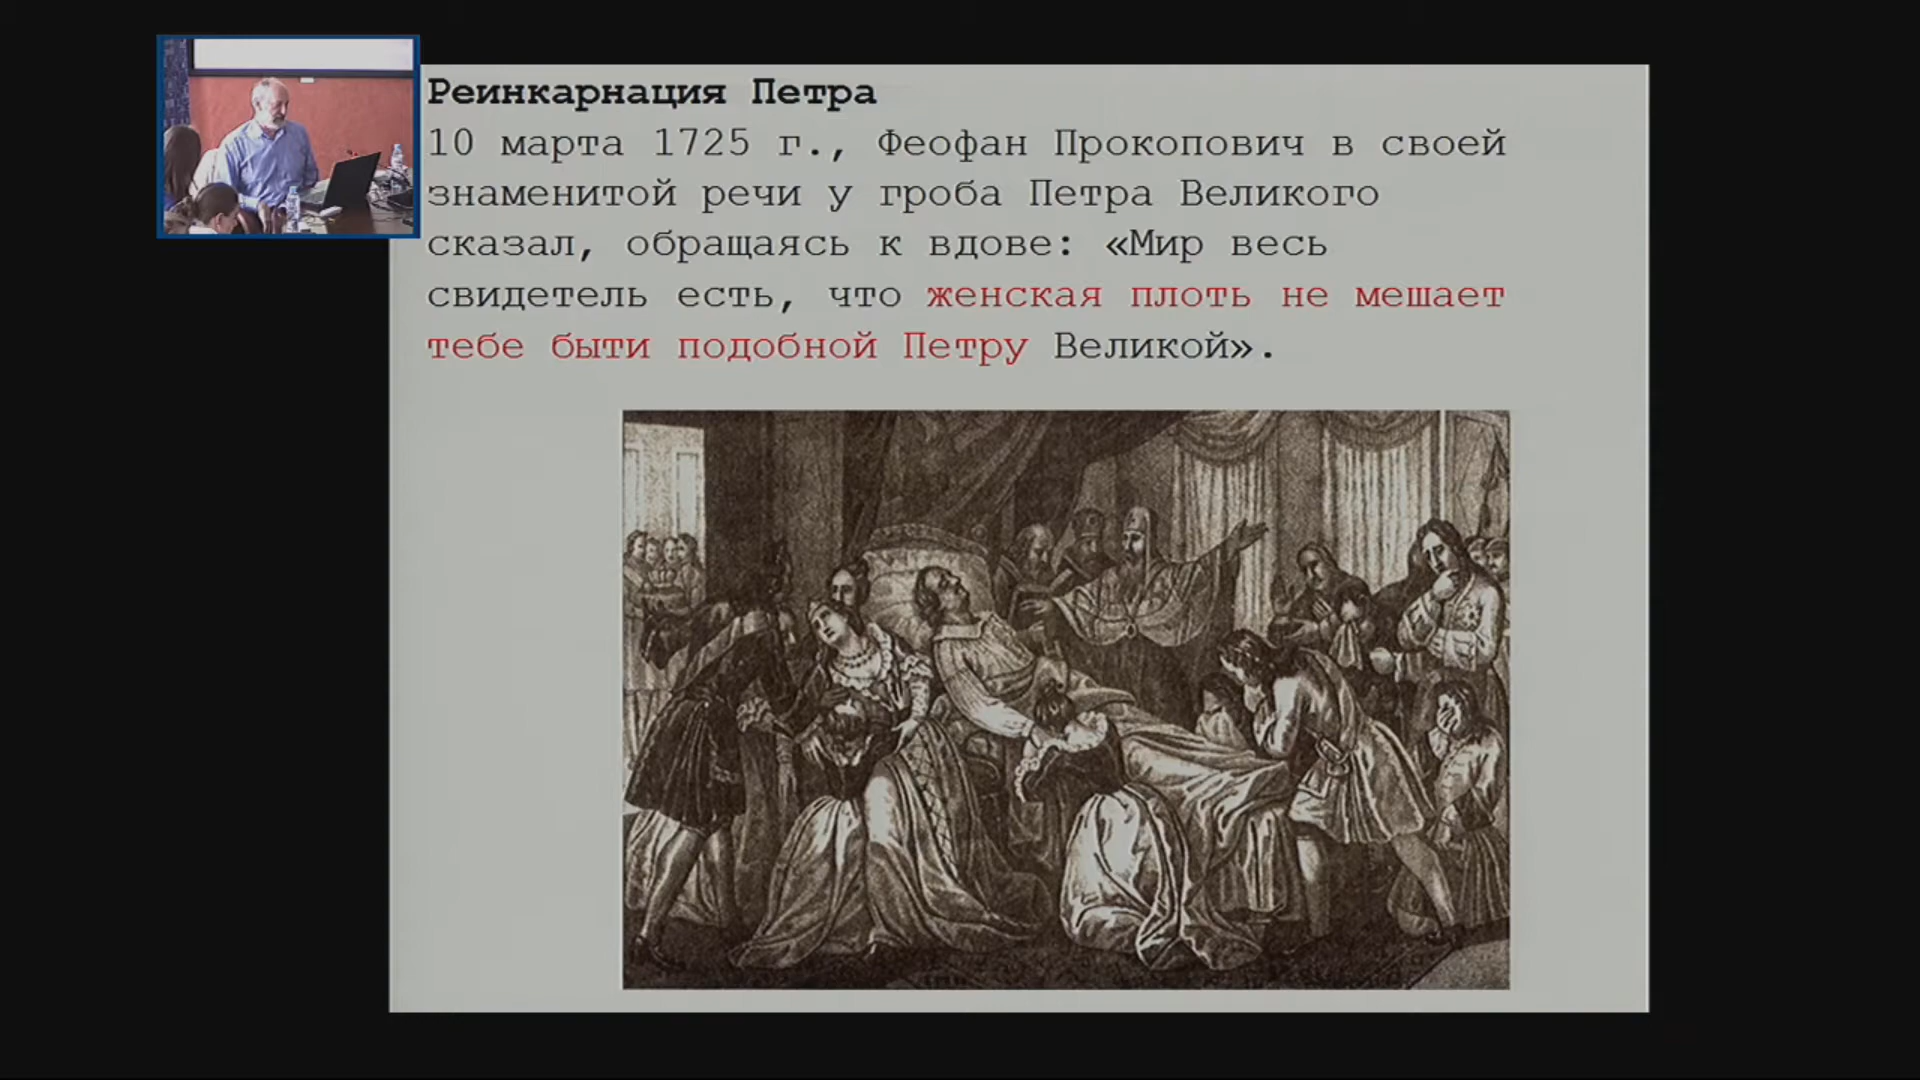 Реинкарнация Петра
10 марта 1725 г., Феофан Прокопович в своей
знаменитой речи у гроба Петра Великого
сказал, обращаясь к вдове: «Мир весь
свидетель есть, что женская плоть не мешает
тебе быти подобной Петру Великой».